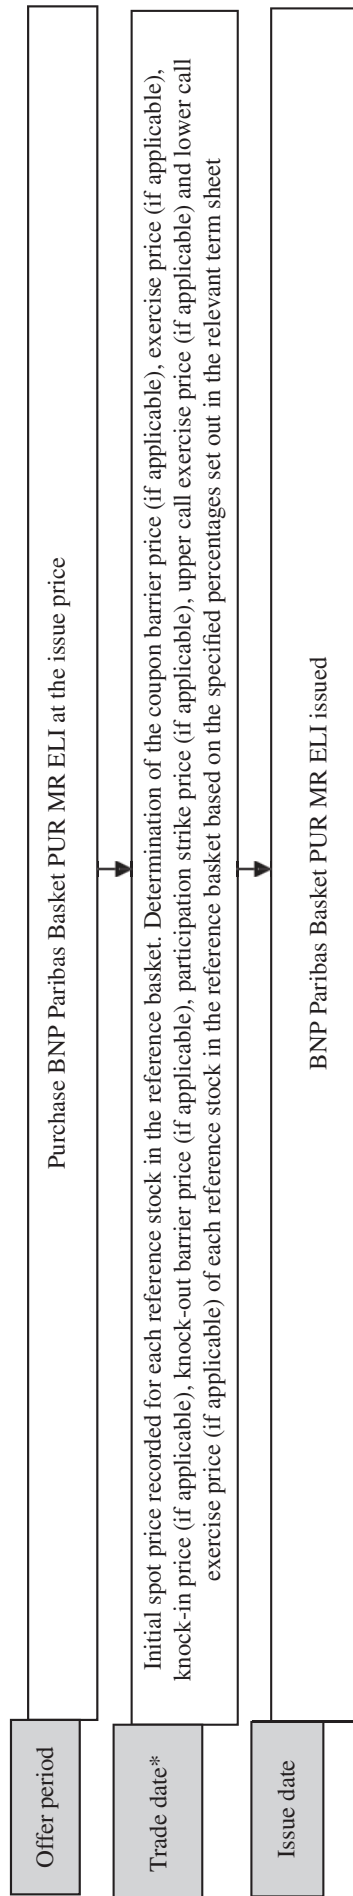 Offer period
Purchase BNP Paribas Basket PUR MR ELI at the issue price
Trade date*
Initial spot price recorded for each reference stock in the reference basket. Determination of the coupon barrier price (if applicable), exercise price (if applicable),
knock-in price (if applicable), knock-out barrier price (if applicable), participation strike price (if applicable), upper call exercise price (if applicable) and lower call
exercise price (if applicable) of each reference stock in the reference basket based on the specified percentages set out in the relevant term sheet
Issue date
BNP Paribas Basket PUR MR ELI issued